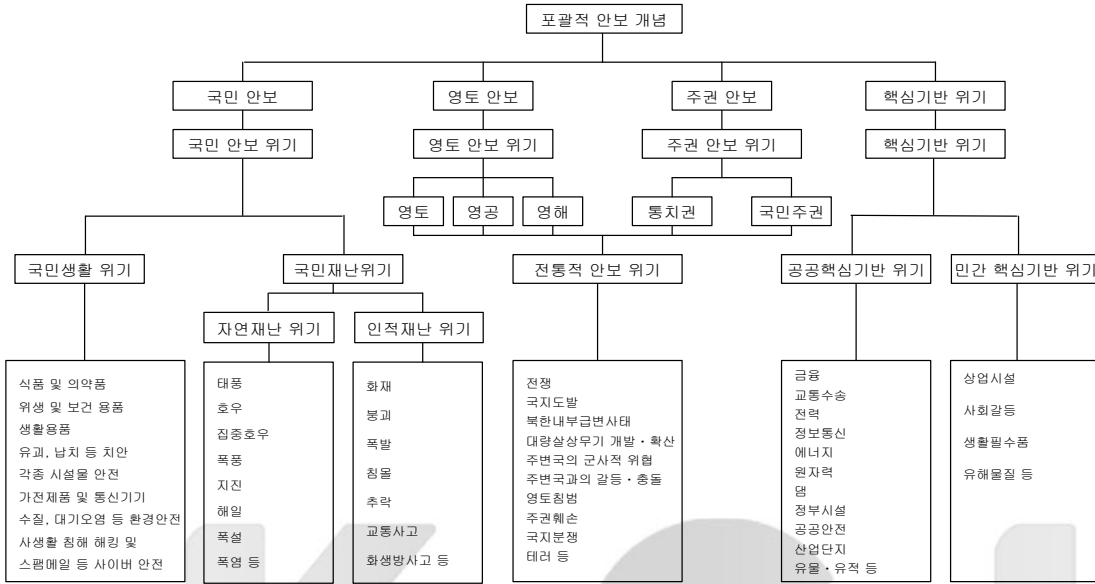 포괄적 안보 개념
국민 안보
영토 안보
주권 안보
핵심기반 위기
국민 안보 위기
영토 안보 위기
주권 안보 위기
핵심기반 위기
영토
영공
영해
통치권
국민주권
국민생활 위기
국민재난위기
전통적 안보 위기
공공핵심기반 위기
민간 핵심기반 위기
자연재난 위기
인적재난 위기
식품 및 의약품
위생 및 보건 용품
생활용품
유괴, 납치 등 치안
각종 시설물 안전
가전제품 및 통신기기
수질, 대기오염 등 환경안전
사생활 침해 해킹 및
스팸메일 등 사이버 안전
태풍
호우
집중호우
폭풍
지진
해일
폭설
폭염 등
화재
붕괴
폭발
침몰
추락
교통사고
화생방사고 등
전쟁
국지도발
북한내부급변사태
대량살상무기 개발・확산
주변국의 군사적 위협
주변국과의 갈등・충돌
영토침범
주권훼손
국지분쟁
테러 등
금융
교통수송
전력
정보통신
에너지
원자력
댐
정부시설
공공안전
산업단지
유물・유적 등
상업시설
사회갈등
생활필수품
유해물질 등